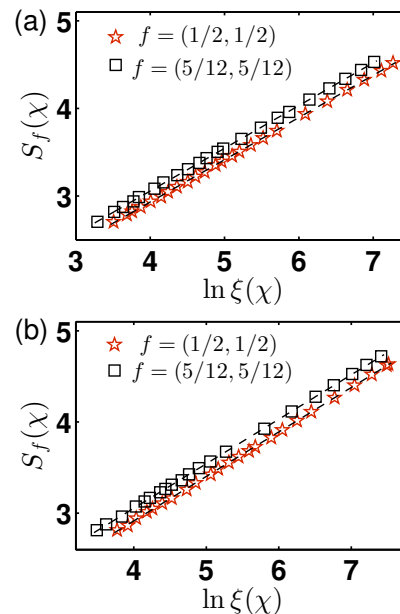 (a)
5
4
3
S_f(χ)
f = (1/2, 1/2)
f = (5/12, 5/12)
3 4 5 6 7
ln ξ(χ)
(b)
5
4
3
S_f(χ)
f = (1/2, 1/2)
f = (5/12, 5/12)
4 5 6 7
ln ξ(χ)